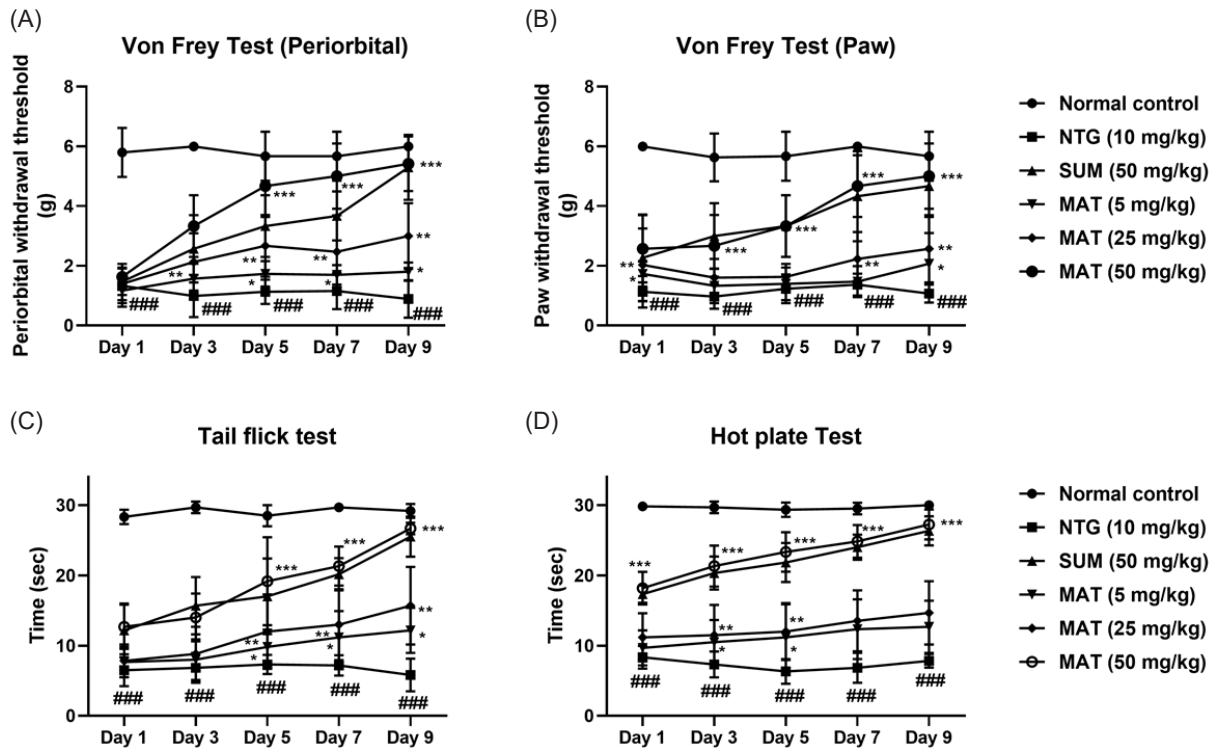 (A)
Von Frey Test (Periorbital)
Periorbital withdrawal threshold
(g)
8
6
4
2
0
***
***
***
**
**
**
**
*
*
*
###
###
###
###
###
Day 1 Day 3 Day 5 Day 7 Day 9
(B)
Von Frey Test (Paw)
Paw withdrawal threshold
(g)
8
6
4
2
0
***
***
***
***
**
**
**
*
*
###
###
###
###
###
Day 1 Day 3 Day 5 Day 7 Day 9
Normal control
NTG (10 mg/kg)
SUM (50 mg/kg)
MAT (5 mg/kg)
MAT (25 mg/kg)
MAT (50 mg/kg)
(C)
Tail flick test
Time (sec)
30
20
10
0
***
***
***
**
**
**
*
*
*
###
###
###
###
###
Day 1 Day 3 Day 5 Day 7 Day 9
(D)
Hot plate Test
Time (sec)
30
20
10
0
***
***
***
***
***
**
**
*
*
###
###
###
###
###
Day 1 Day 3 Day 5 Day 7 Day 9
Normal control
NTG (10 mg/kg)
SUM (50 mg/kg)
MAT (5 mg/kg)
MAT (25 mg/kg)
MAT (50 mg/kg)